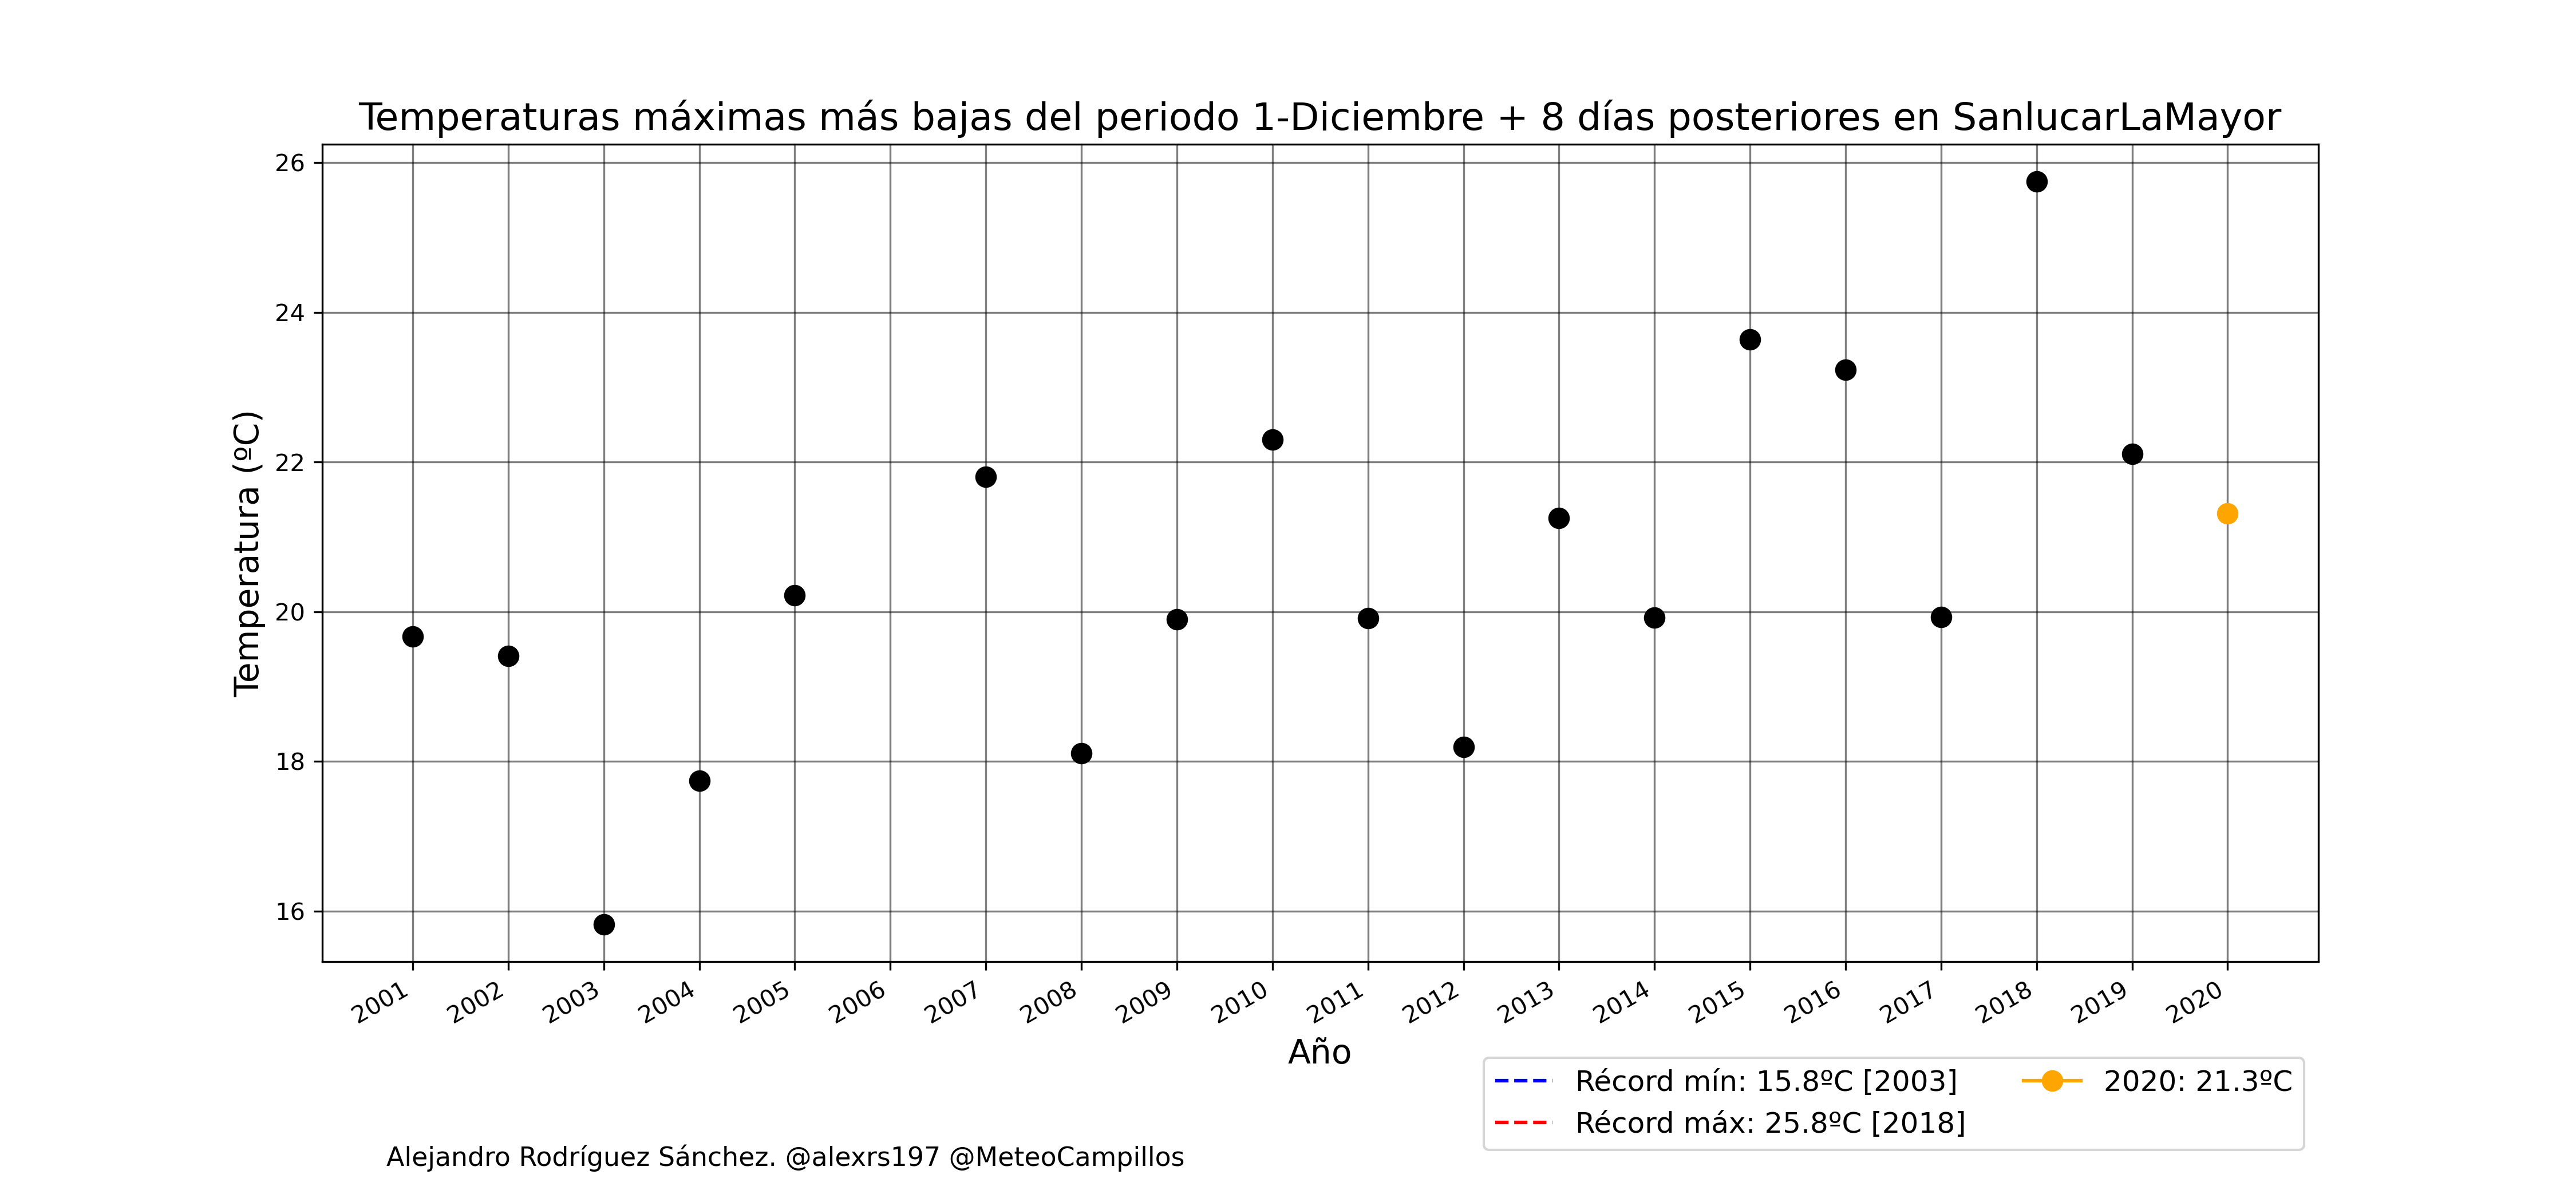 Temperaturas máximas más bajas del periodo 1-Diciembre + 8 días posteriores en SanlucarLaMayor
Temperatura (ºC)
26
24
22
20
18
16
2001 2002 2003 2004 2005 2006 2007 2008 2009 2010 2011 2012 2013 2014 2015 2016 2017 2018 2019 2020
Año
Récord mín: 15.8ºC [2003]
Récord máx: 25.8ºC [2018]
2020: 21.3ºC
Alejandro Rodríguez Sánchez. @alexrs197 @MeteoCampillos